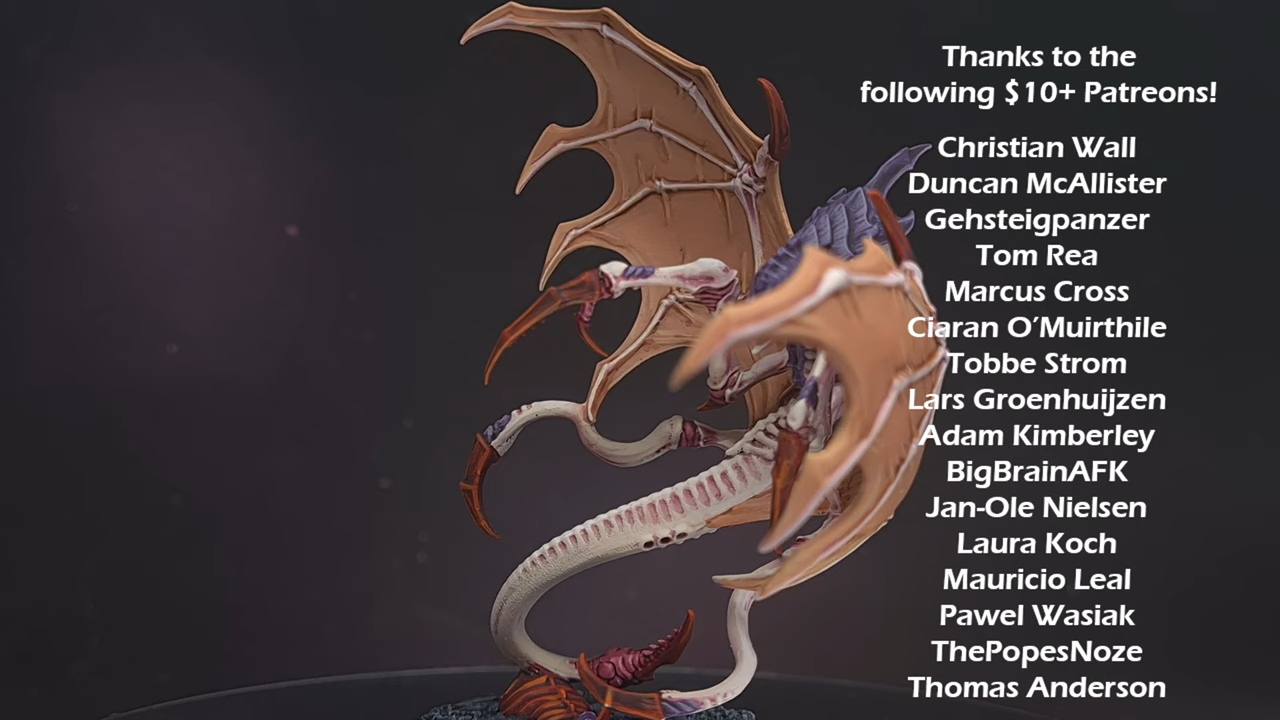 Thanks to the
following $10+ Patreons!
Christian Wall
Duncan McAllister
Gehsteigpanzer
Tom Rea
Marcus Cross
Ciaran O'Muirthile
Tobbe Strom
Lars Groenhuijzen
Adam Kimberley
BigBrainAFK
Jan-Ole Nielsen
Laura Koch
Mauricio Leal
Pawel Wasiak
ThePopesNoze
Thomas Anderson